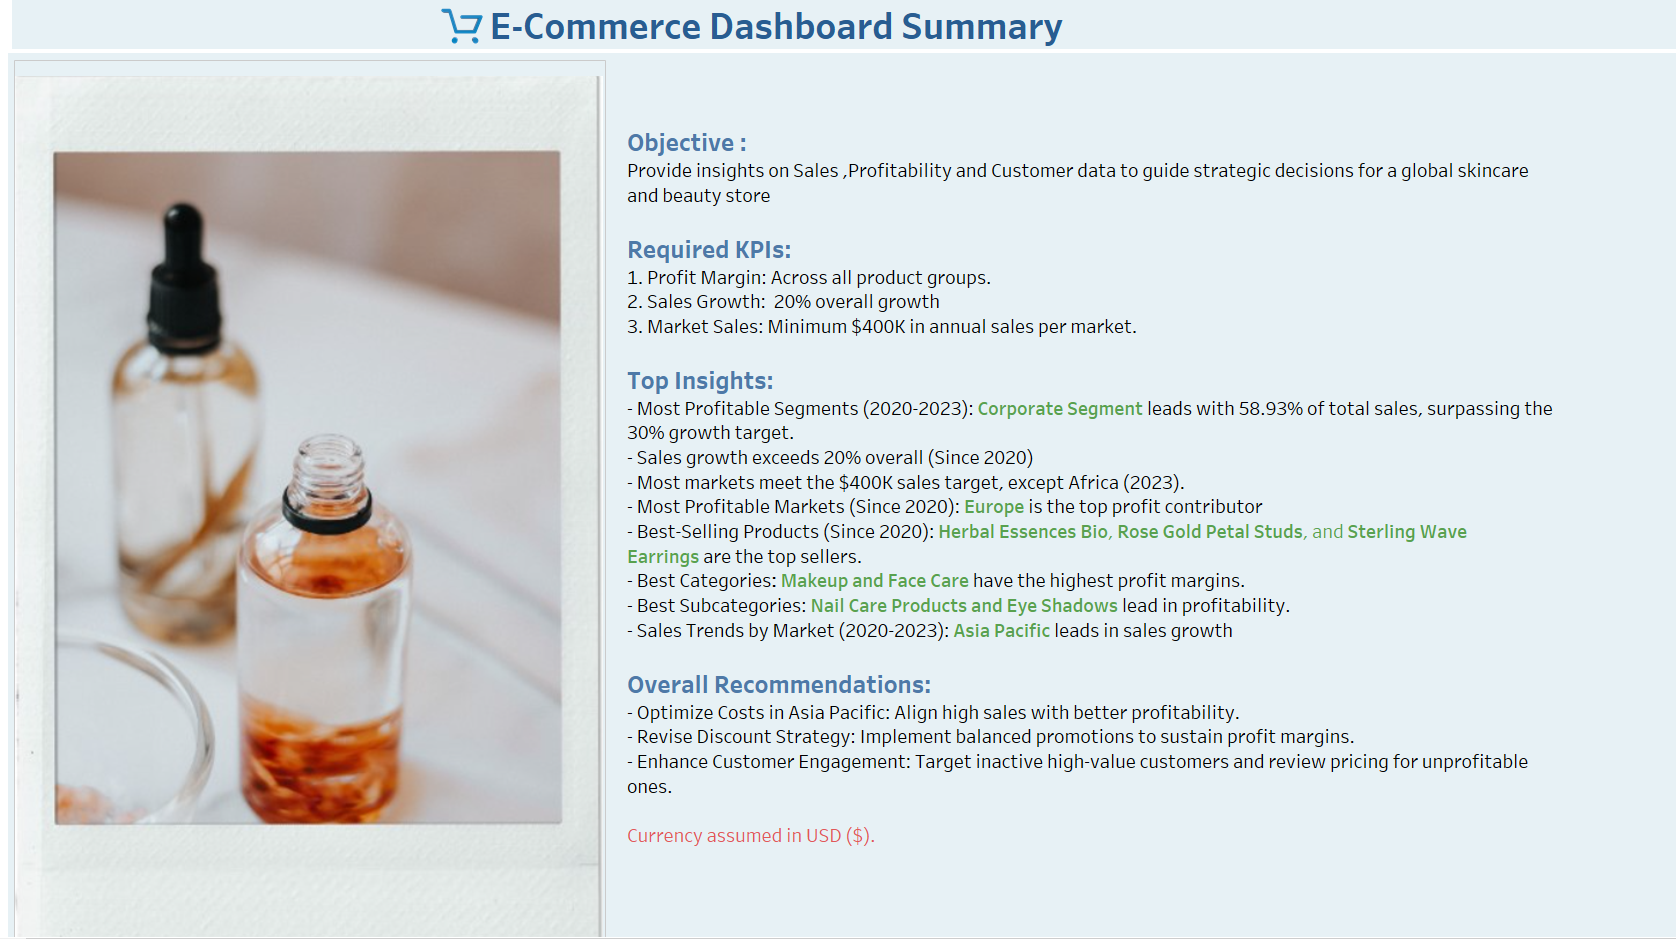 E-Commerce Dashboard Summary
Objective :
Provide insights on Sales ,Profitability and Customer data to guide strategic decisions for a global skincare
and beauty store
Required KPIs:
1. Profit Margin: Across all product groups.
2. Sales Growth:  20% overall growth
3. Market Sales: Minimum $400K in annual sales per market.
Top Insights:
- Most Profitable Segments (2020-2023): Corporate Segment leads with 58.93% of total sales, surpassing the
30% growth target.
- Sales growth exceeds 20% overall (Since 2020)
- Most markets meet the $400K sales target, except Africa (2023).
- Most Profitable Markets (Since 2020): Europe is the top profit contributor
- Best-Selling Products (Since 2020): Herbal Essences Bio, Rose Gold Petal Studs, and Sterling Wave
Earrings are the top sellers.
- Best Categories: Makeup and Face Care have the highest profit margins.
- Best Subcategories: Nail Care Products and Eye Shadows lead in profitability.
- Sales Trends by Market (2020-2023): Asia Pacific leads in sales growth
Overall Recommendations:
- Optimize Costs in Asia Pacific: Align high sales with better profitability.
- Revise Discount Strategy: Implement balanced promotions to sustain profit margins.
- Enhance Customer Engagement: Target inactive high-value customers and review pricing for unprofitable
ones.
Currency assumed in USD ($).